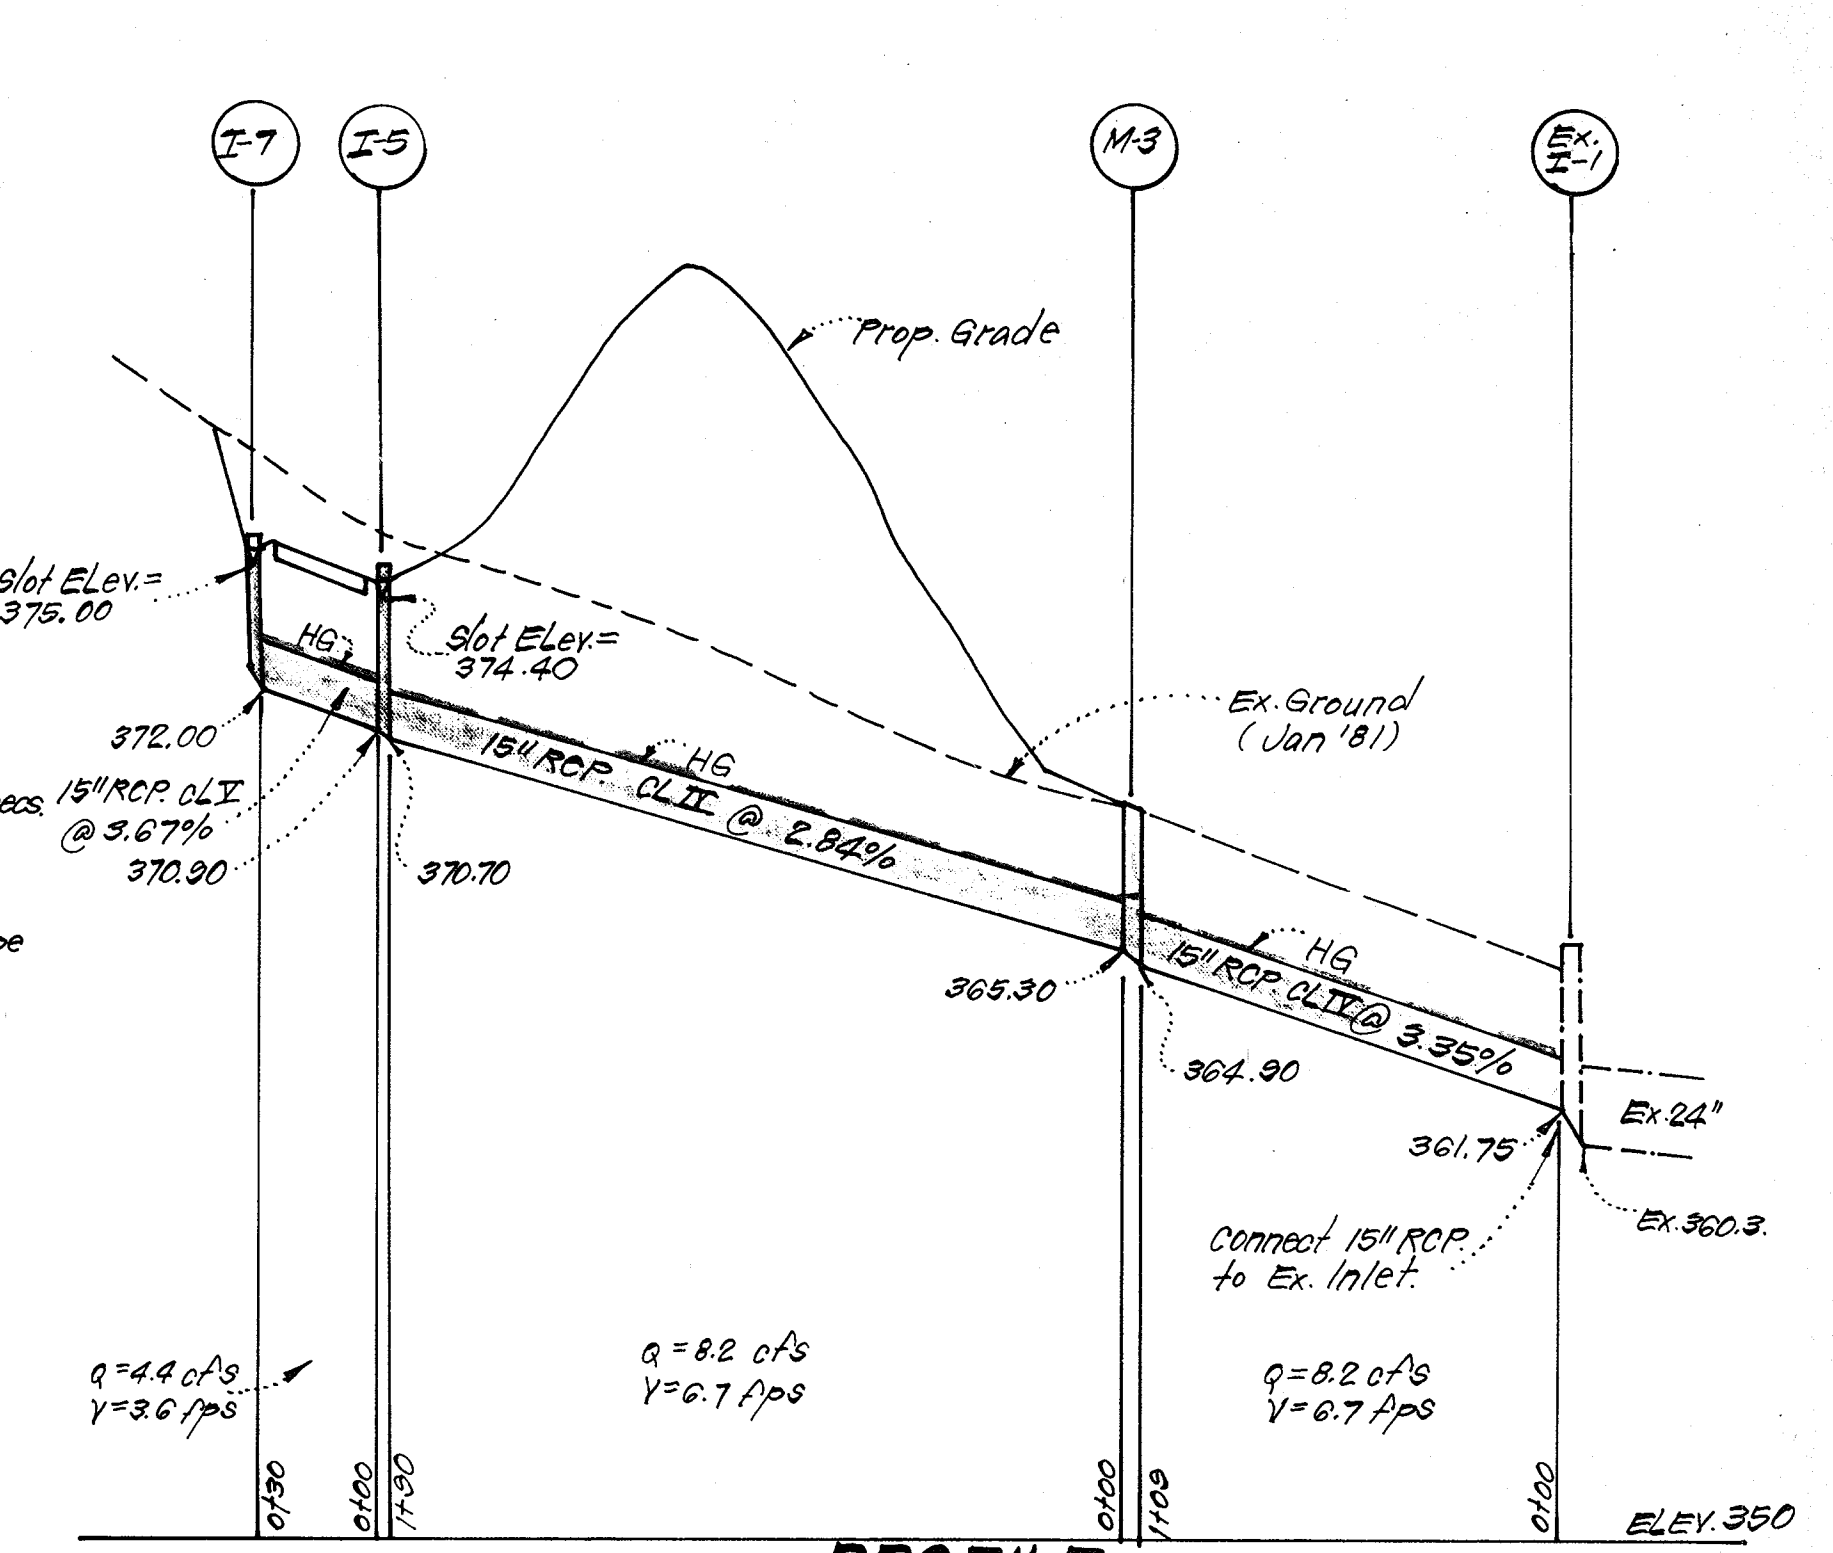 I-7
I-5
M-3
Ex.
I-1
Prop. Grade
Slot ELev.=
375.00
HG
Slot ELev.=
374.40
Ex. Ground
(Jan '81)
372.00
HG
15" RCP. CL IV @ 2.84%
15" RCP. CL V
@ 3.67%
370.90
370.70
HG
15" RCP. CL IV @ 3.35%
365.30
364.90
Ex. 24"
361.75
Ex. 360.3.
Connect 15" RCP.
to Ex. Inlet.
Q = 4.4 cfs
V = 3.6 fps
Q = 8.2 cfs
V = 6.7 fps
Q = 8.2 cfs
V = 6.7 fps
0+30
0+00
1+90
0+00
1+09
0+00
ELEV. 350